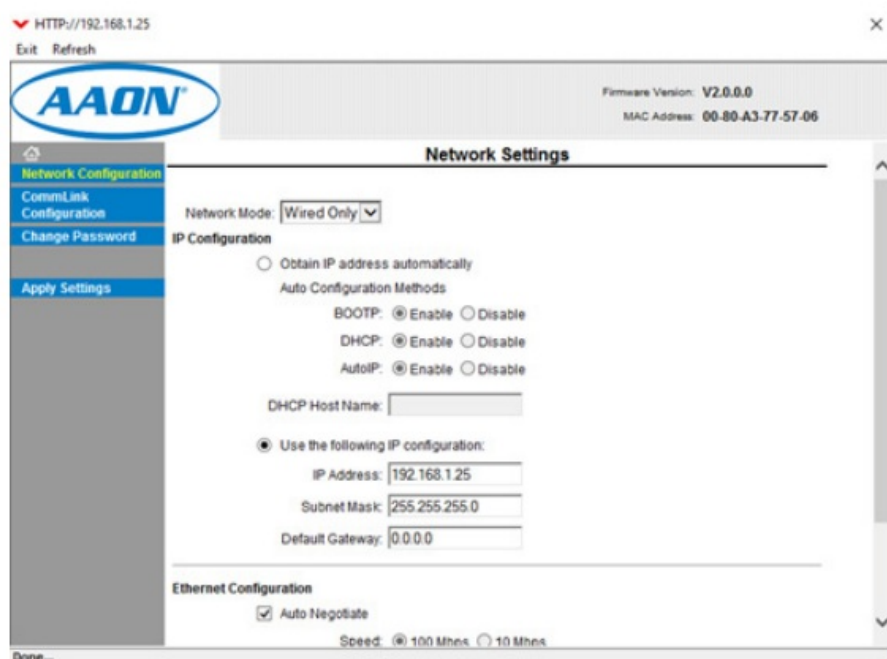 HTTP://192.168.1.25
Exit Refresh
AAON
Firmware Version: V2.0.0.0
MAC Address: 00-80-A3-77-57-06
Network Settings
Network Configuration
CommLink
Configuration
Change Password
Apply Settings
Network Mode: Wired Only
IP Configuration
Obtain IP address automatically
Auto Configuration Methods
BOOTP: Enable Disable
DHCP: Enable Disable
AutoIP: Enable Disable
DHCP Host Name:
Use the following IP configuration:
IP Address: 192.168.1.25
Subnet Mask: 255.255.255.0
Default Gateway: 0.0.0.0
Ethernet Configuration
Auto Negotiate
Speed: 100 Mbps 10 Mbps
Done...